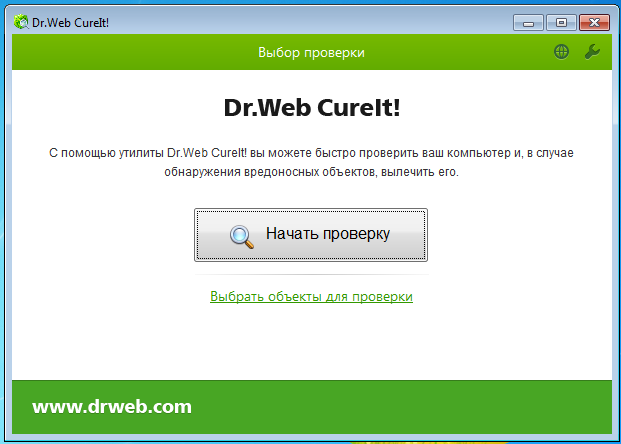 Dr.Web CureIt!
Выбор проверки
Dr.Web CureIt!
С помощью утилиты Dr.Web CureIt! вы можете быстро проверить ваш компьютер и, в случае
обнаружения вредоносных объектов, вылечить его.
Начать проверку
Выбрать объекты для проверки
www.drweb.com